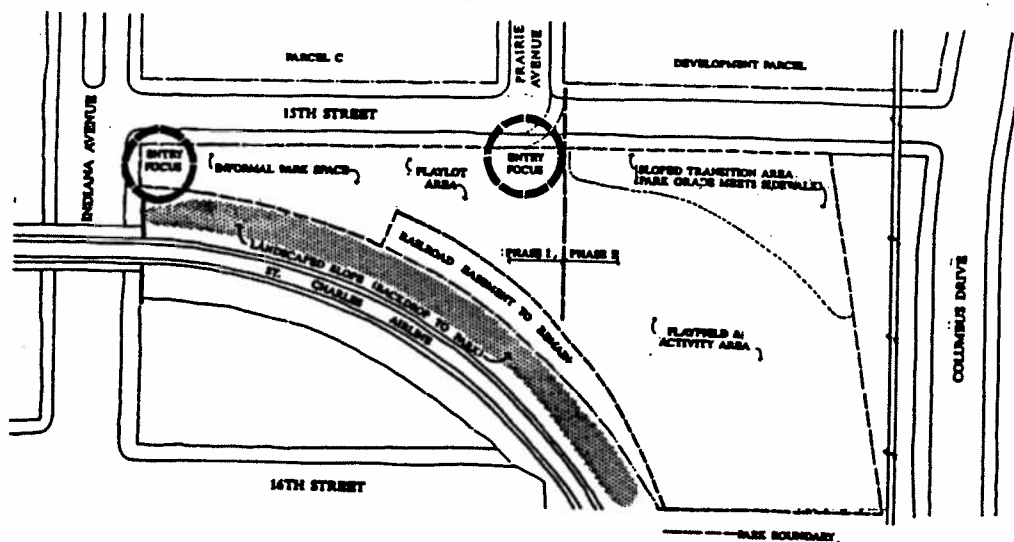 PARCEL C
PRAIRIE
AVENUE
DEVELOPMENT PARCEL
INDIANA AVENUE
15TH STREET
ENTRY
FOCUS
INFORMAL PARK SPACE
PLAYLOT
AREA
ENTRY
FOCUS
SLOPED TRANSITION AREA
(PARK GRADE MEETS SIDEWALK)
RAILROAD EASEMENT TO REMAIN
PHASE 1
PHASE 2
LANDSCAPED SLOPE (BACKDROP TO PARK)
ST. CHARLES AIRLINE
PLAYFIELD &
ACTIVITY AREA
COLUMBUS DRIVE
16TH STREET
PARK BOUNDARY